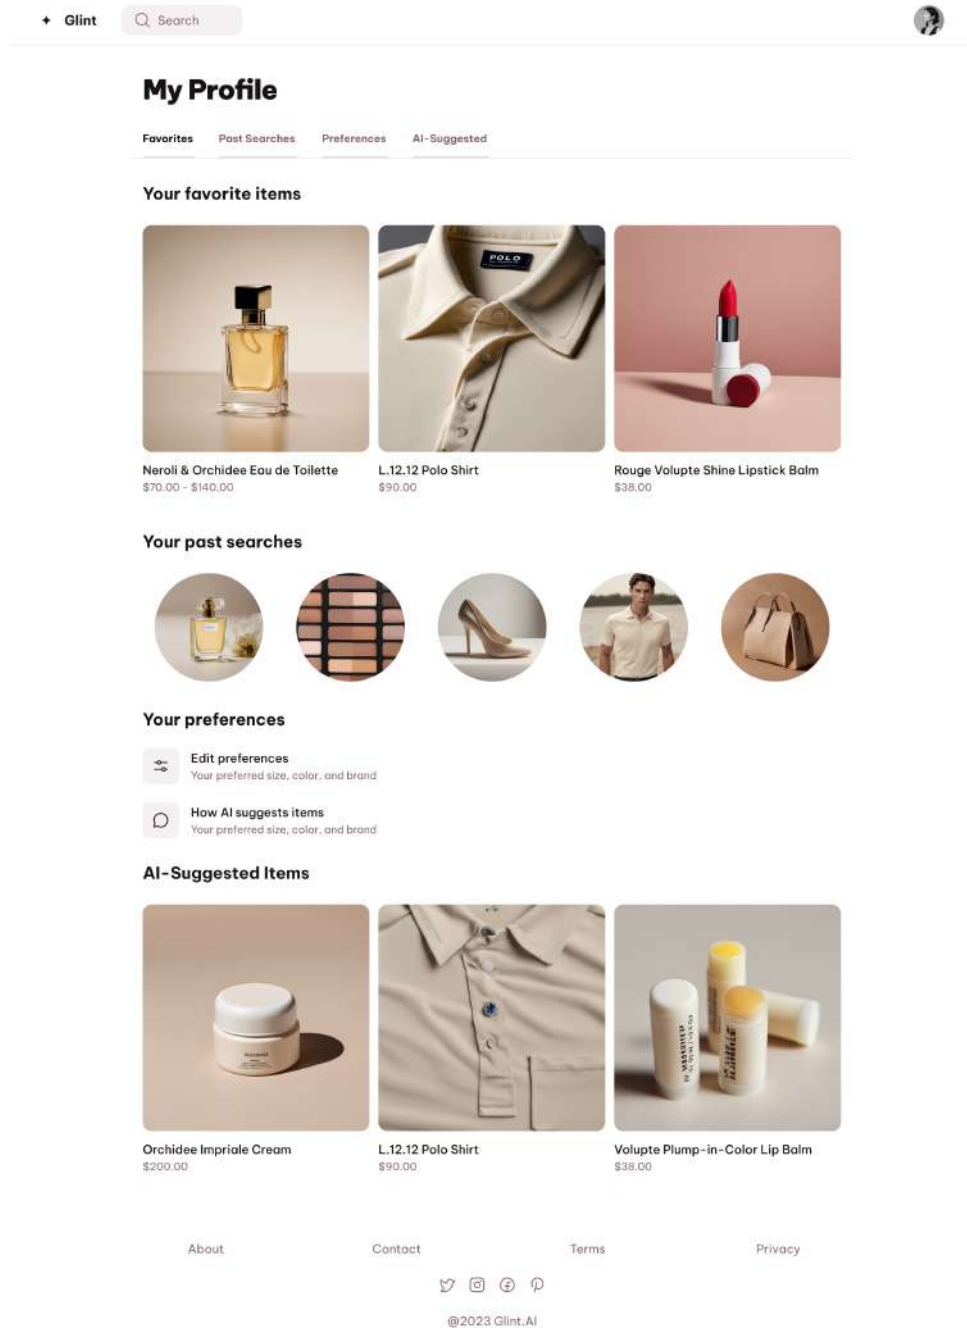 Glint
Search
My Profile
Favorites
Past Searches
Preferences
AI-Suggested
Your favorite items
POLO
Neroli & Orchidee Eau de Toilette
$70.00 - $140.00
L.12.12 Polo Shirt
$90.00
Rouge Volupte Shine Lipstick Balm
$38.00
Your past searches
Your preferences
Edit preferences
Your preferred size, color, and brand
How AI suggests items
Your preferred size, color, and brand
AI-Suggested Items
Orchidee Impriale Cream
$200.00
L.12.12 Polo Shirt
$90.00
Volupte Plump-in-Color Lip Balm
$38.00
About
Contact
Terms
Privacy
@2023 Glint.AI